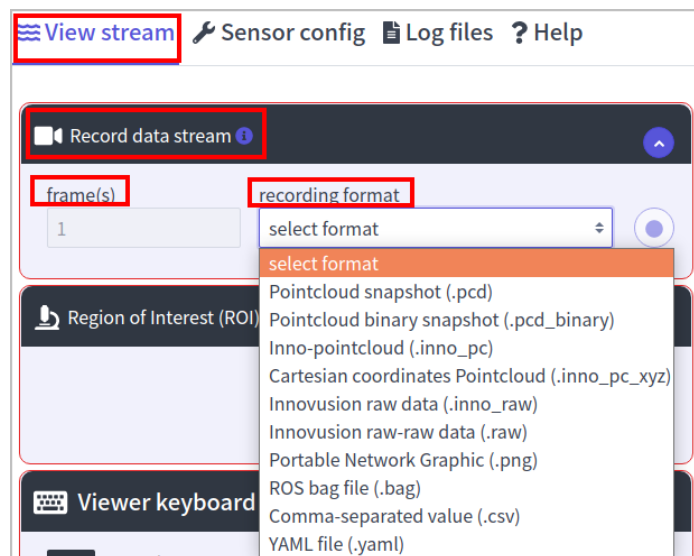 View stream Sensor config Log files ? Help
Record data stream
frame(s) recording format
1 select format
select format
Pointcloud snapshot (.pcd)
Pointcloud binary snapshot (.pcd_binary)
Region of Interest (ROI)
Inno-pointcloud (.inno_pc)
Cartesian coordinates Pointcloud (.inno_pc_xyz)
Innovusion raw data (.inno_raw)
Innovusion raw-raw data (.raw)
Portable Network Graphic (.png)
ROS bag file (.bag)
Viewer keyboard
Comma-separated value (.csv)
YAML file (.yaml)